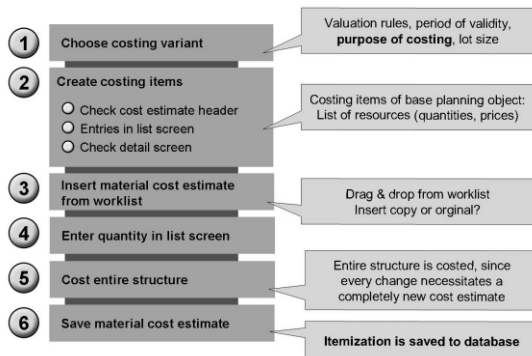 1
Choose costing variant
Valuation rules, period of validity,
purpose of costing, lot size
2
Create costing items
Check cost estimate header
Entries in list screen
Check detail screen
Costing items of base planning object:
List of resources (quantities, prices)
3
Insert material cost estimate
from worklist
Drag & drop from worklist
Insert copy or orginal?
4
Enter quantity in list screen
5
Cost entire structure
Entire structure is costed, since
every change necessitates a
completely new cost estimate
6
Save material cost estimate
Itemization is saved to database